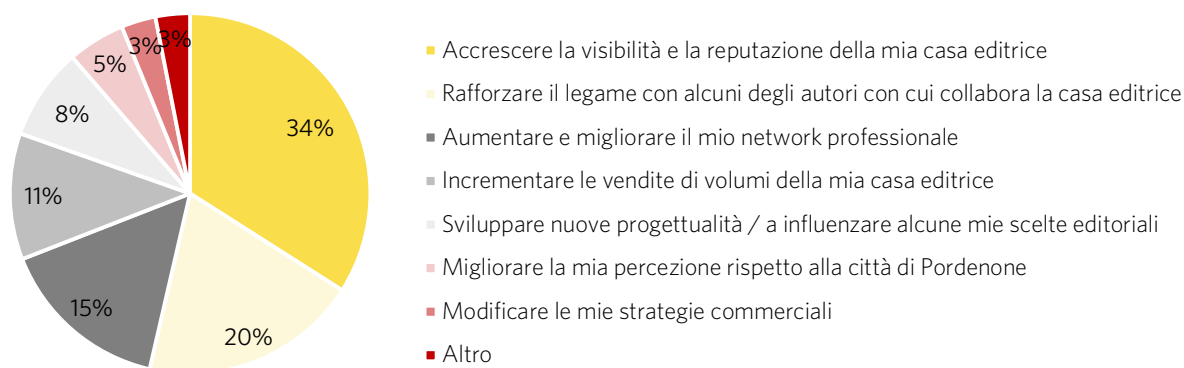 3%
3%
5%
8%
34%
11%
15%
20%
Accrescere la visibilità e la reputazione della mia casa editrice
Rafforzare il legame con alcuni degli autori con cui collabora la casa editrice
Aumentare e migliorare il mio network professionale
Incrementare le vendite di volumi della mia casa editrice
Sviluppare nuove progettualità / a influenzare alcune mie scelte editoriali
Migliorare la mia percezione rispetto alla città di Pordenone
Modificare le mie strategie commerciali
Altro